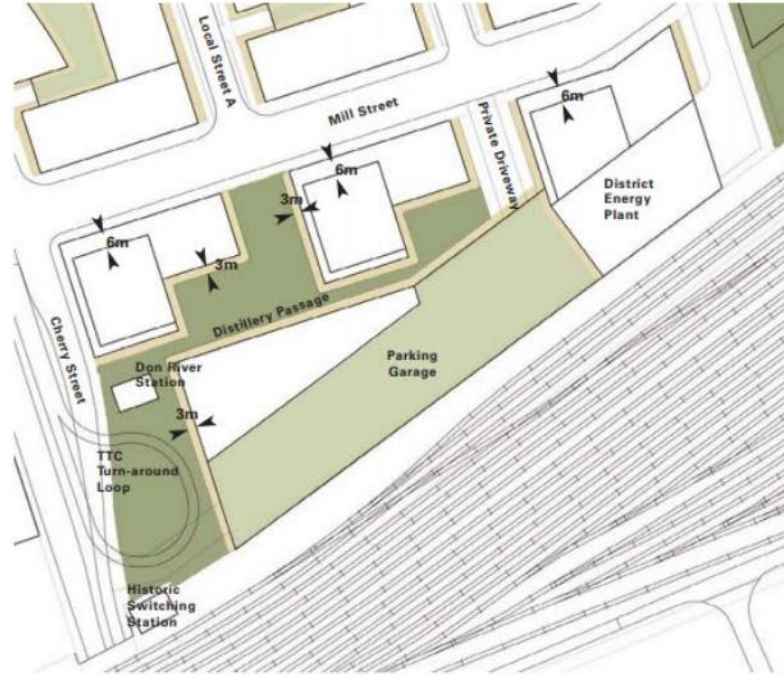 Local Street A
Mill Street
6m
Private Driveway
6m
District
Energy
Plant
3m
6m
3m
Distillery Passage
Cherry Street
Don River
Station
Parking
Garage
3m
TTC
Turn-around
Loop
Historic
Switching
Station